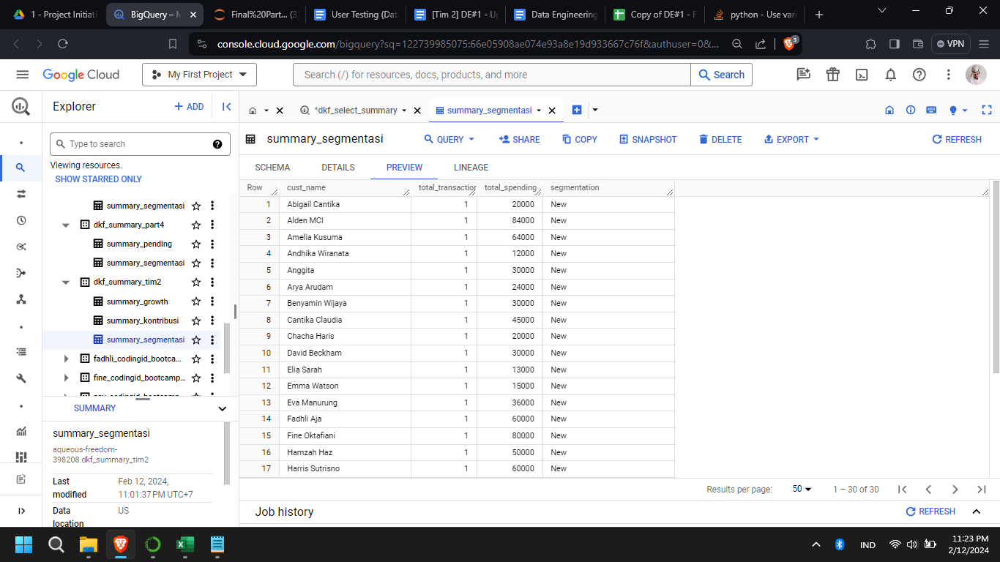 1 - Project Initiati
BigQuery – M
Final%20Part... (3
User Testing (Data
[Tim 2] DE#1 - Up
Data Engineering
Copy of DE#1 - F
python - Use vari
console.cloud.google.com/bigquery?sq=122739985075:66e05908ae074e93a8e19d933667c76f&authuser=0&...
3
VPN
Google Cloud
My First Project
Search (/) for resources, docs, products, and more
Search
Explorer
+ ADD
*dkf_select_summary
summary_segmentasi
Type to search
summary_segmentasi
QUERY
SHARE
COPY
SNAPSHOT
DELETE
EXPORT
REFRESH
Viewing resources.
SHOW STARRED ONLY
SCHEMA
DETAILS
PREVIEW
LINEAGE
summary_segmentasi
dkf_summary_part4
summary_pending
summary_segmentasi
dkf_summary_tim2
summary_growth
summary_kontribusi
summary_segmentasi
fadhli_codingid_bootca...
fine_codingid_bootcamp...
Row cust_name total_transaction total_spending segmentation
1 Abigail Cantika 1 20000 New
2 Alden MCI 1 84000 New
3 Amelia Kusuma 1 64000 New
4 Andhika Wiranata 1 12000 New
5 Anggita 1 30000 New
6 Arya Arudam 1 24000 New
7 Benyamin Wijaya 1 30000 New
8 Cantika Claudia 1 45000 New
9 Chacha Haris 1 20000 New
10 David Beckham 1 30000 New
11 Elia Sarah 1 13000 New
12 Emma Watson 1 15000 New
13 Eva Manurung 1 36000 New
14 Fadhli Aja 1 60000 New
15 Fine Oktafiani 1 80000 New
16 Hamzah Haz 1 50000 New
17 Harris Sutrisno 1 60000 New
SUMMARY
summary_segmentasi
aqueous-freedom-
398208.dkf_summary_tim2
Last modified
Feb 12, 2024, 11:01:37 PM UTC+7
Data location
US
Results per page: 50 1 – 30 of 30
Job history
REFRESH
IND
11:23 PM
2/12/2024